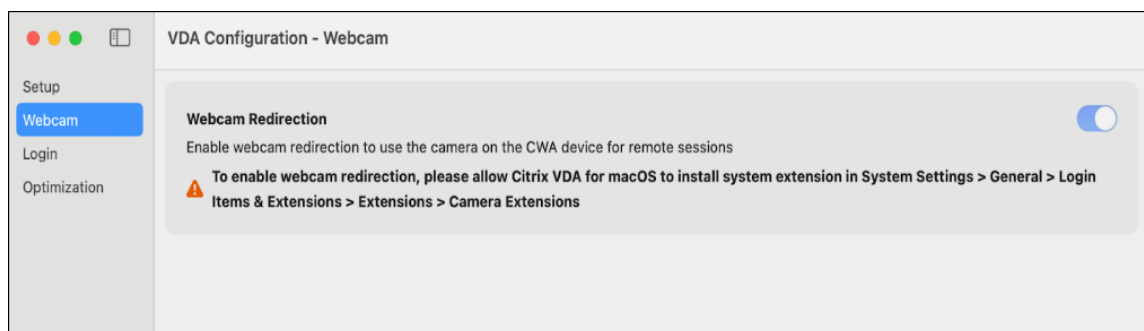 VDA Configuration - Webcam
Setup
Webcam
Login
Optimization
Webcam Redirection
Enable webcam redirection to use the camera on the CWA device for remote sessions
To enable webcam redirection, please allow Citrix VDA for macOS to install system extension in System Settings > General > Login
Items & Extensions > Extensions > Camera Extensions